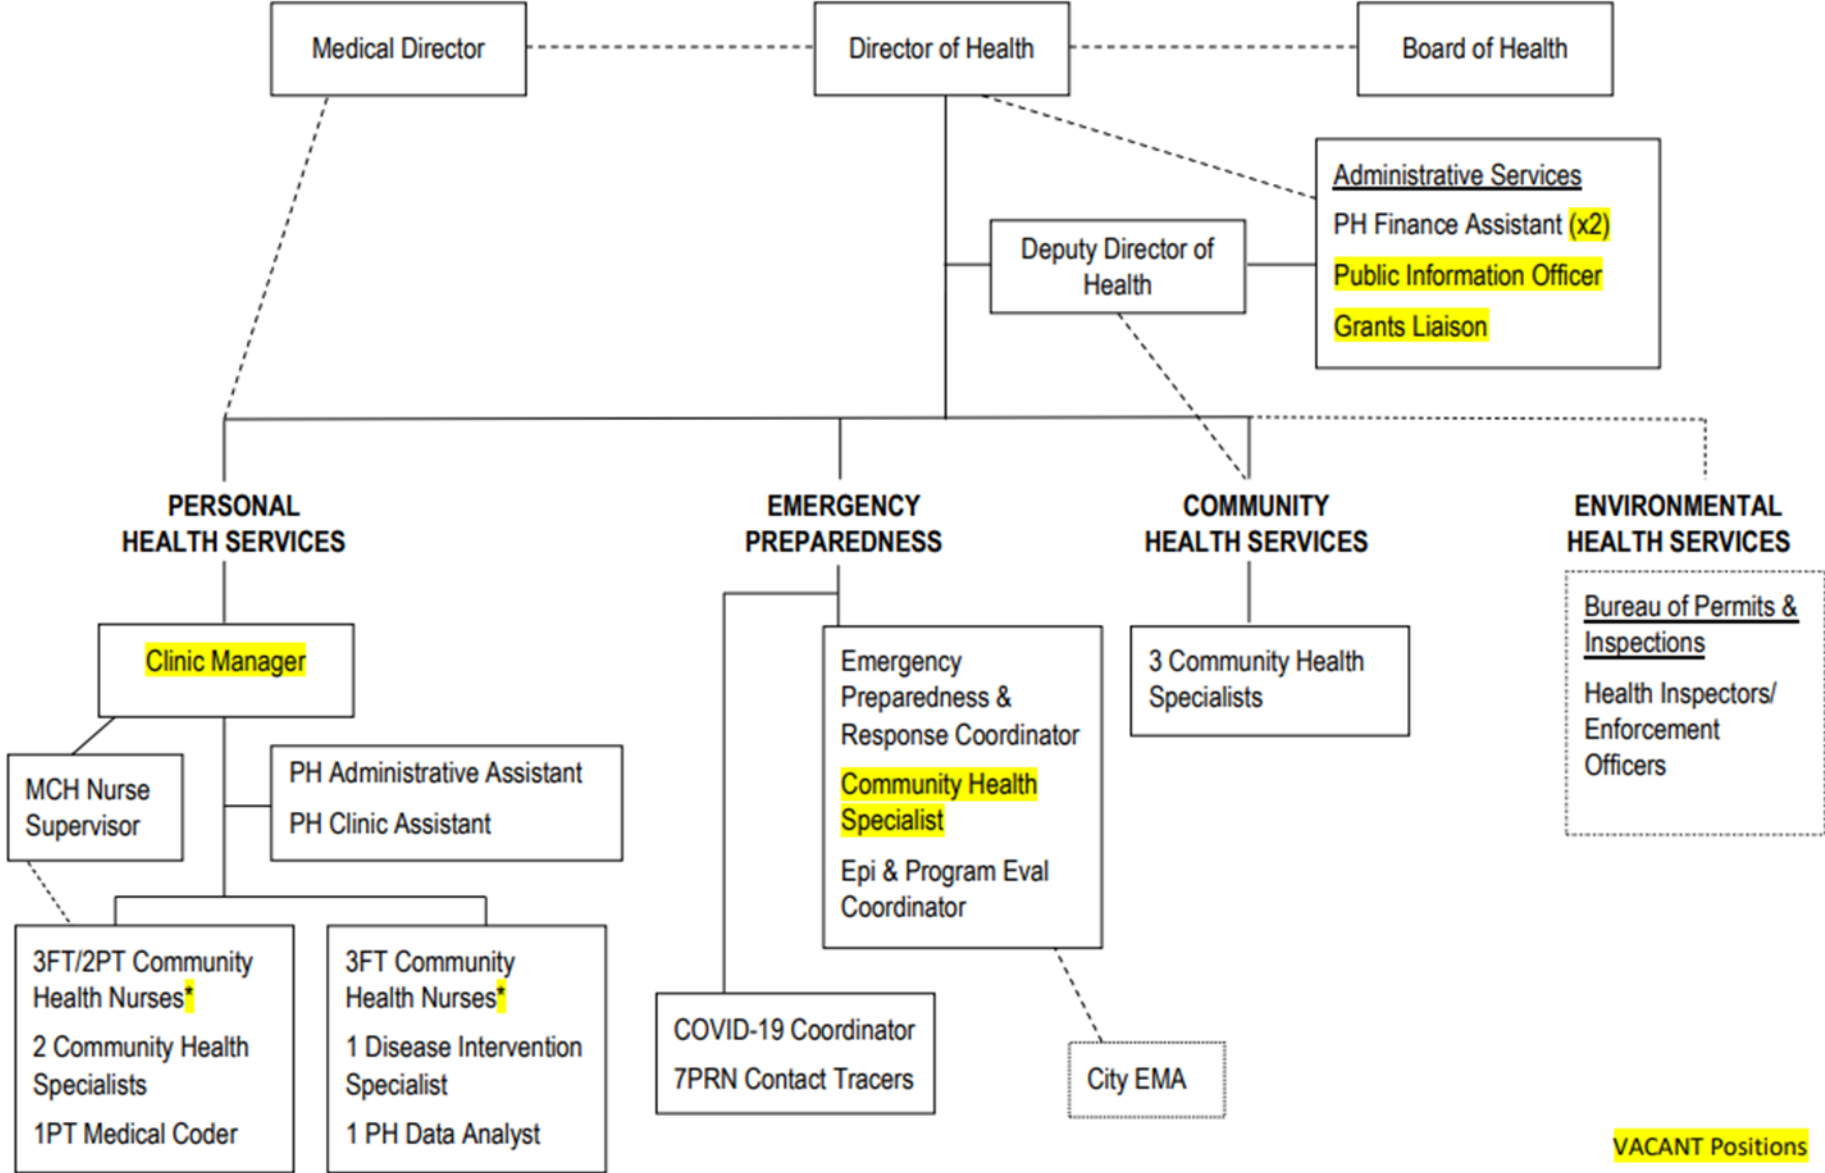 Medical Director
Director of Health
Board of Health
Administrative Services
PH Finance Assistant (x2)
Public Information Officer
Grants Liaison
Deputy Director of
Health
PERSONAL
HEALTH SERVICES
EMERGENCY
PREPAREDNESS
COMMUNITY
HEALTH SERVICES
ENVIRONMENTAL
HEALTH SERVICES
Clinic Manager
MCH Nurse
Supervisor
PH Administrative Assistant
PH Clinic Assistant
3FT/2PT Community
Health Nurses*
2 Community Health
Specialists
1PT Medical Coder
3FT Community
Health Nurses*
1 Disease Intervention
Specialist
1 PH Data Analyst
Emergency
Preparedness &
Response Coordinator
Community Health
Specialist
Epi & Program Eval
Coordinator
COVID-19 Coordinator
7PRN Contact Tracers
City EMA
3 Community Health
Specialists
Bureau of Permits &
Inspections
Health Inspectors/
Enforcement
Officers
VACANT Positions